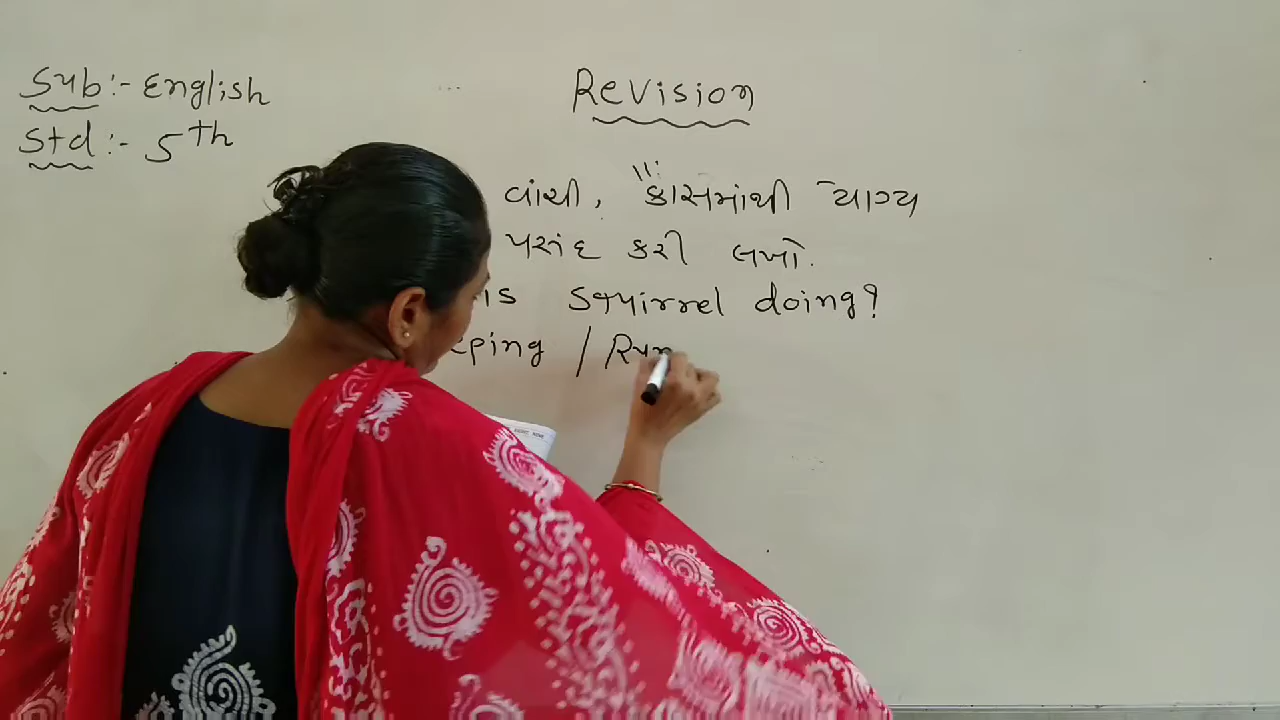 Sub :- English
Std :- 5th
Revision
વાંચી, કાસમાંથી યોગ્ય
પસંદ કરી લખો.
is squirrel doing?
eping / Run